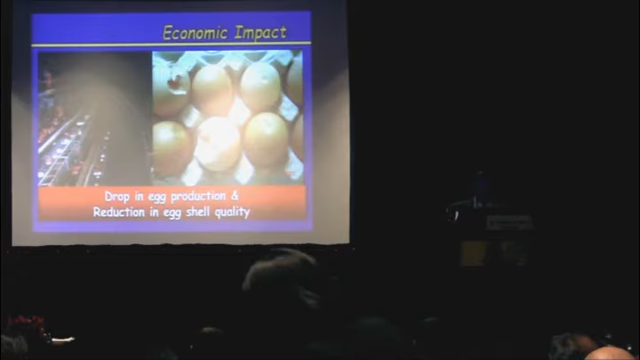 Economic Impact
Drop in egg production &
Reduction in egg shell quality